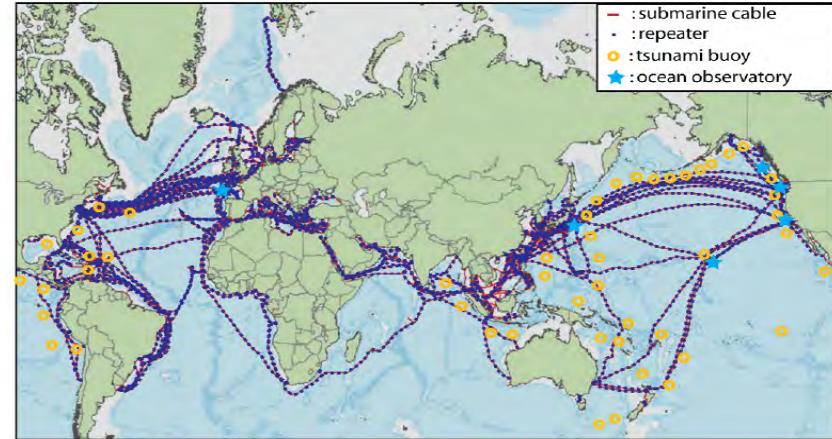 : submarine cable
: repeater
: tsunami buoy
: ocean observatory